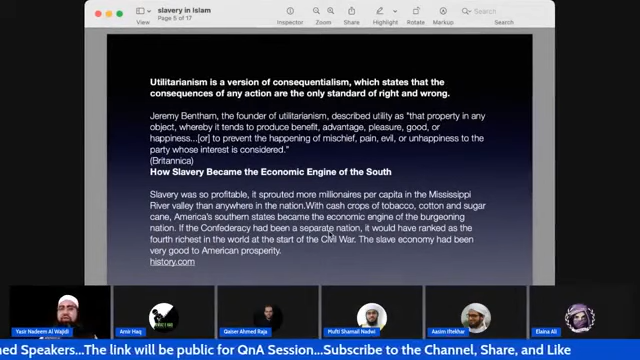 slavery in Islam
Page 5 of 17
View
Inspector
Zoom
Share
Highlight
Rotate
Markup
Search
Search
Utilitarianism is a version of consequentialism, which states that the
consequences of any action are the only standard of right and wrong.
Jeremy Bentham, the founder of utilitarianism, described utility as "that property in any
object, whereby it tends to produce benefit, advantage, pleasure, good, or
happiness...[or] to prevent the happening of mischief, pain, evil, or unhappiness to the
party whose interest is considered."
(Britannica)
How Slavery Became the Economic Engine of the South
Slavery was so profitable, it sprouted more millionaires per capita in the Mississippi
River valley than anywhere in the nation.With cash crops of tobacco, cotton and sugar
cane, America's southern states became the economic engine of the burgeoning
nation. If the Confederacy had been a separate nation, it would have ranked as the
fourth richest in the world at the start of the Civil War. The slave economy had been
very good to American prosperity.
history.com
Yasir Nadeem Al Wajidi
Amir Haq
Qaiser Ahmed Raja
Mufti Shamail Nadwi
Aasim Iftekhar
Elaina Ali
ned Speakers...The link will be public for QnA Session...Subscribe to the Channel, Share, and Like